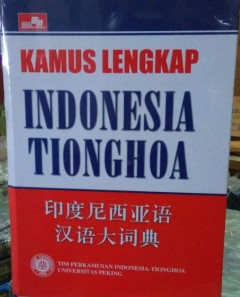 KAMUS LENGKAP
INDONESIA
TIONGHOA
印度尼西亚语
汉语大词典
TIM PERKAMUNAN INDONESIA-TIONGHOA
UNIVERSITAS PEKING